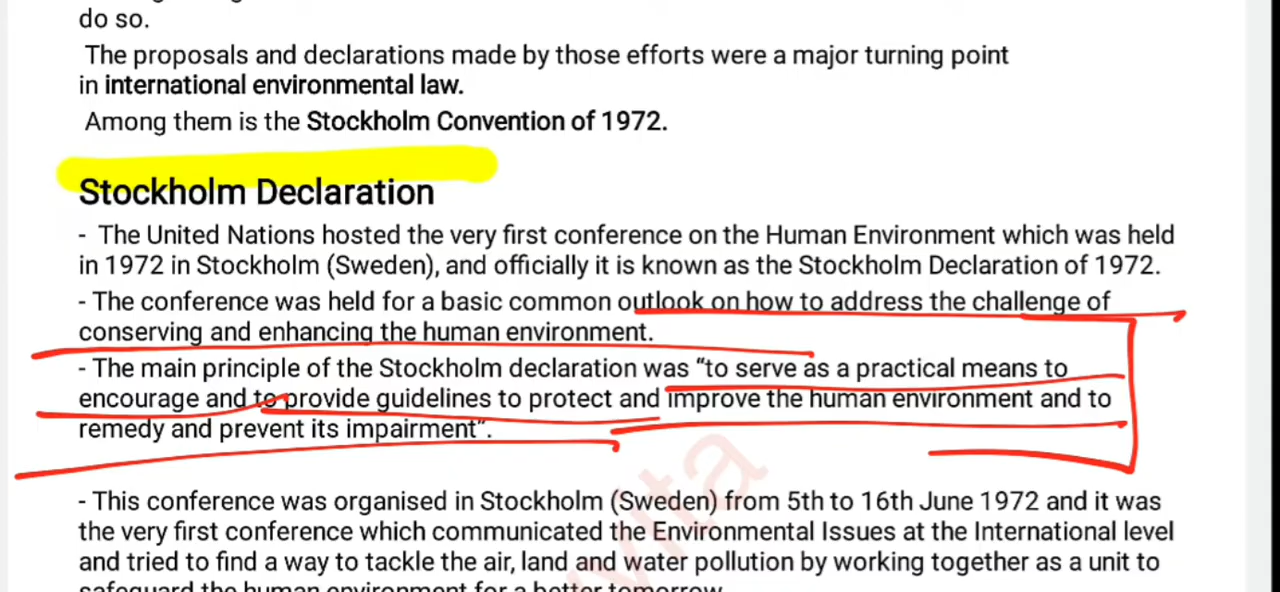 do so.
The proposals and declarations made by those efforts were a major turning point
in international environmental law.
Among them is the Stockholm Convention of 1972.
Stockholm Declaration
- The United Nations hosted the very first conference on the Human Environment which was held
in 1972 in Stockholm (Sweden), and officially it is known as the Stockholm Declaration of 1972.
- The conference was held for a basic common outlook on how to address the challenge of
conserving and enhancing the human environment.
- The main principle of the Stockholm declaration was “to serve as a practical means to
encourage and to provide guidelines to protect and improve the human environment and to
remedy and prevent its impairment”.
- This conference was organised in Stockholm (Sweden) from 5th to 16th June 1972 and it was
the very first conference which communicated the Environmental Issues at the International level
and tried to find a way to tackle the air, land and water pollution by working together as a unit to
safeguard the human environment for a better tomorrow